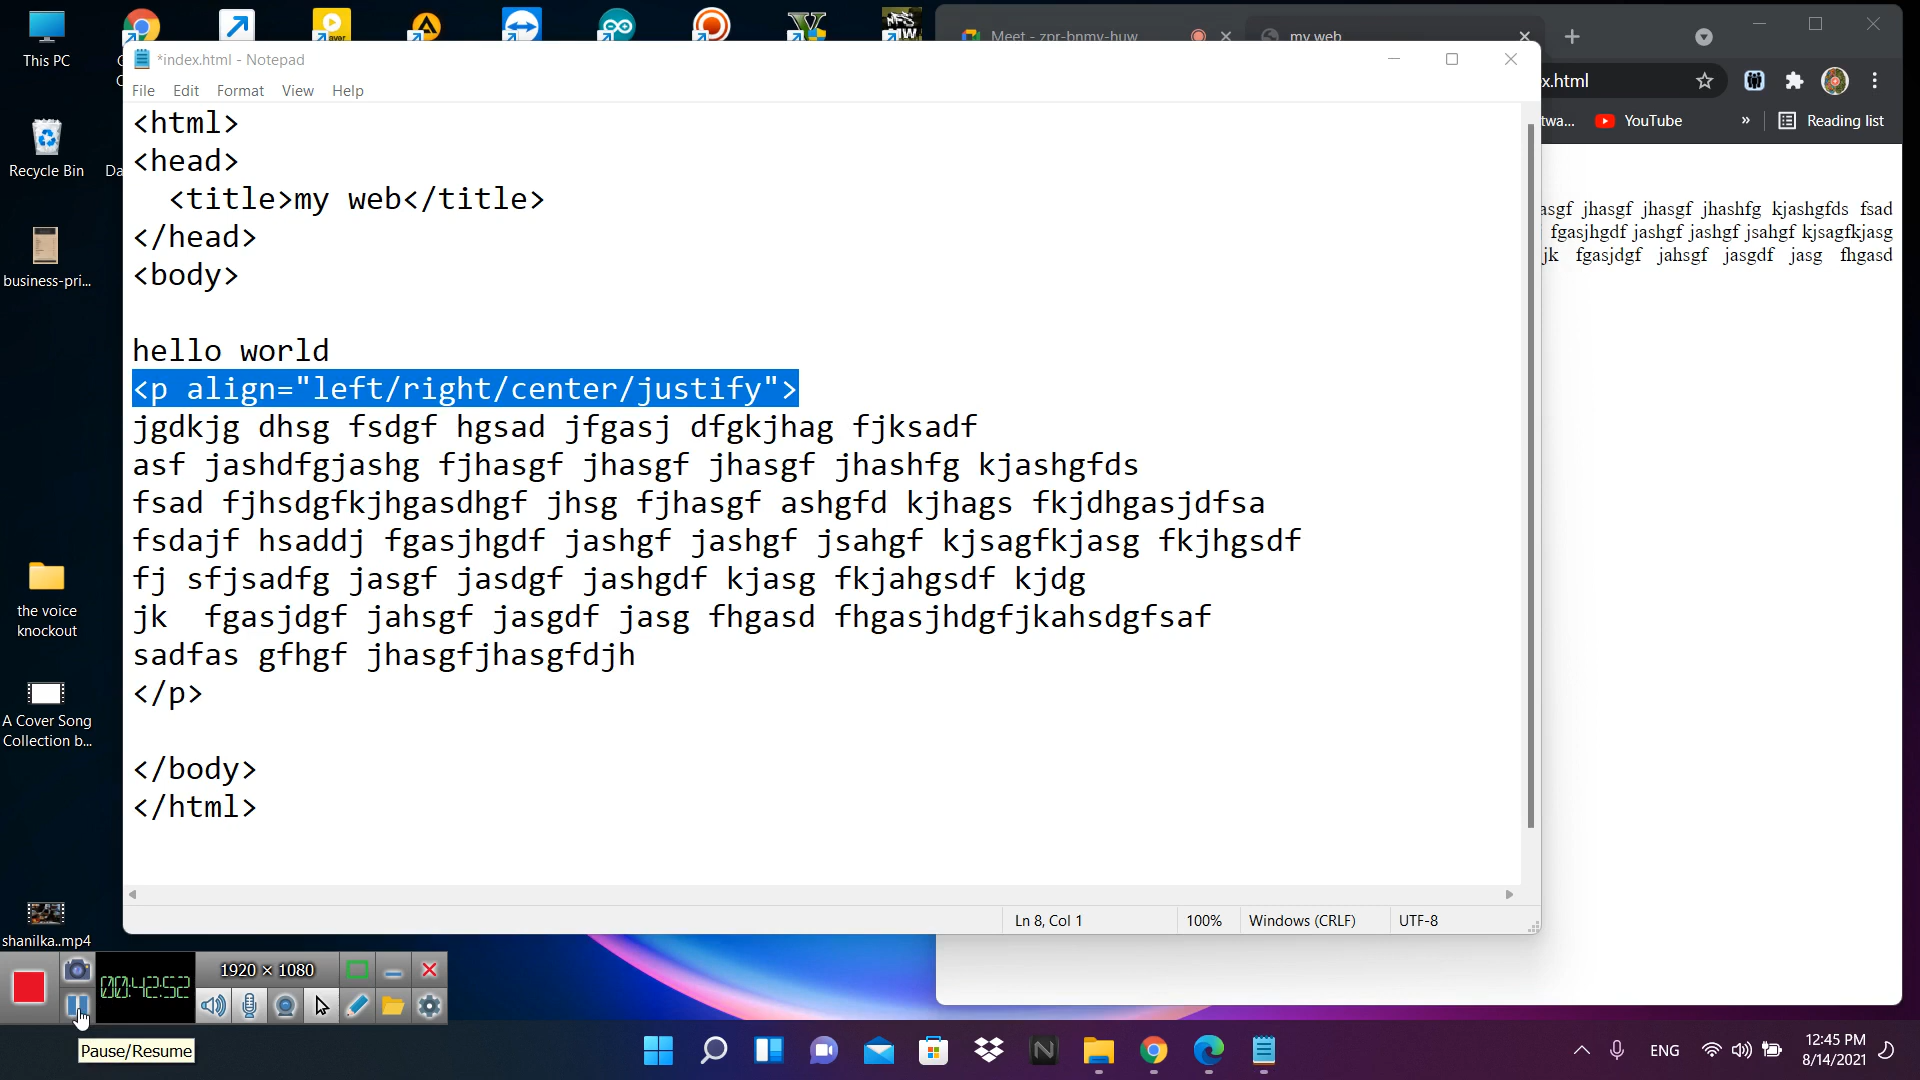 This PC
Recycle Bin
business-pri...
the voice
knockout
A Cover Song
Collection b...
shanilka..mp4
Meet - zpr-bnmy-huw
my web
x.html
YouTube
»
Reading list
*index.html - Notepad
File Edit Format View Help
<html>
<head>
<title>my web</title>
</head>
<body>
hello world
<p align="left/right/center/justify">
jgdkjg dhsg fsdgf hgsad jfgasj dfgkjhag fjksadf
asf jashdfgjashg fjhasgf jhasgf jhasgf jhashfg kjashgfds
fsad fjhsdgfkjhgasdhgf jhsg fjhasgf ashgfd kjhags fkjdhgasjdfsa
fsdajf hsaddj fgasjhgdf jashgf jashgf jsahgf kjsagfkjasg fkjhgsdf
fj sfjsadfg jasgf jasdgf jashgdf kjasg fkjahgsdf kjdg
jk  fgasjdgf jahsgf jasgdf jasg fhgasd fhgasjhdgfjkahsdgfsaf
sadfas gfhgf jhasgfjhasgfdjh
</p>
</body>
</html>
Ln 8, Col 1
100%
Windows (CRLF)
UTF-8
asgf jhasgf jhasgf jhashfg kjashgfds fsad
fgasjhgdf jashgf jashgf jsahgf kjsagfkjasg
jk fgasjdgf jahsgf jasgdf jasg fhgasd
00:42:52
1920 × 1080
Pause/Resume
ENG
12:45 PM
8/14/2021